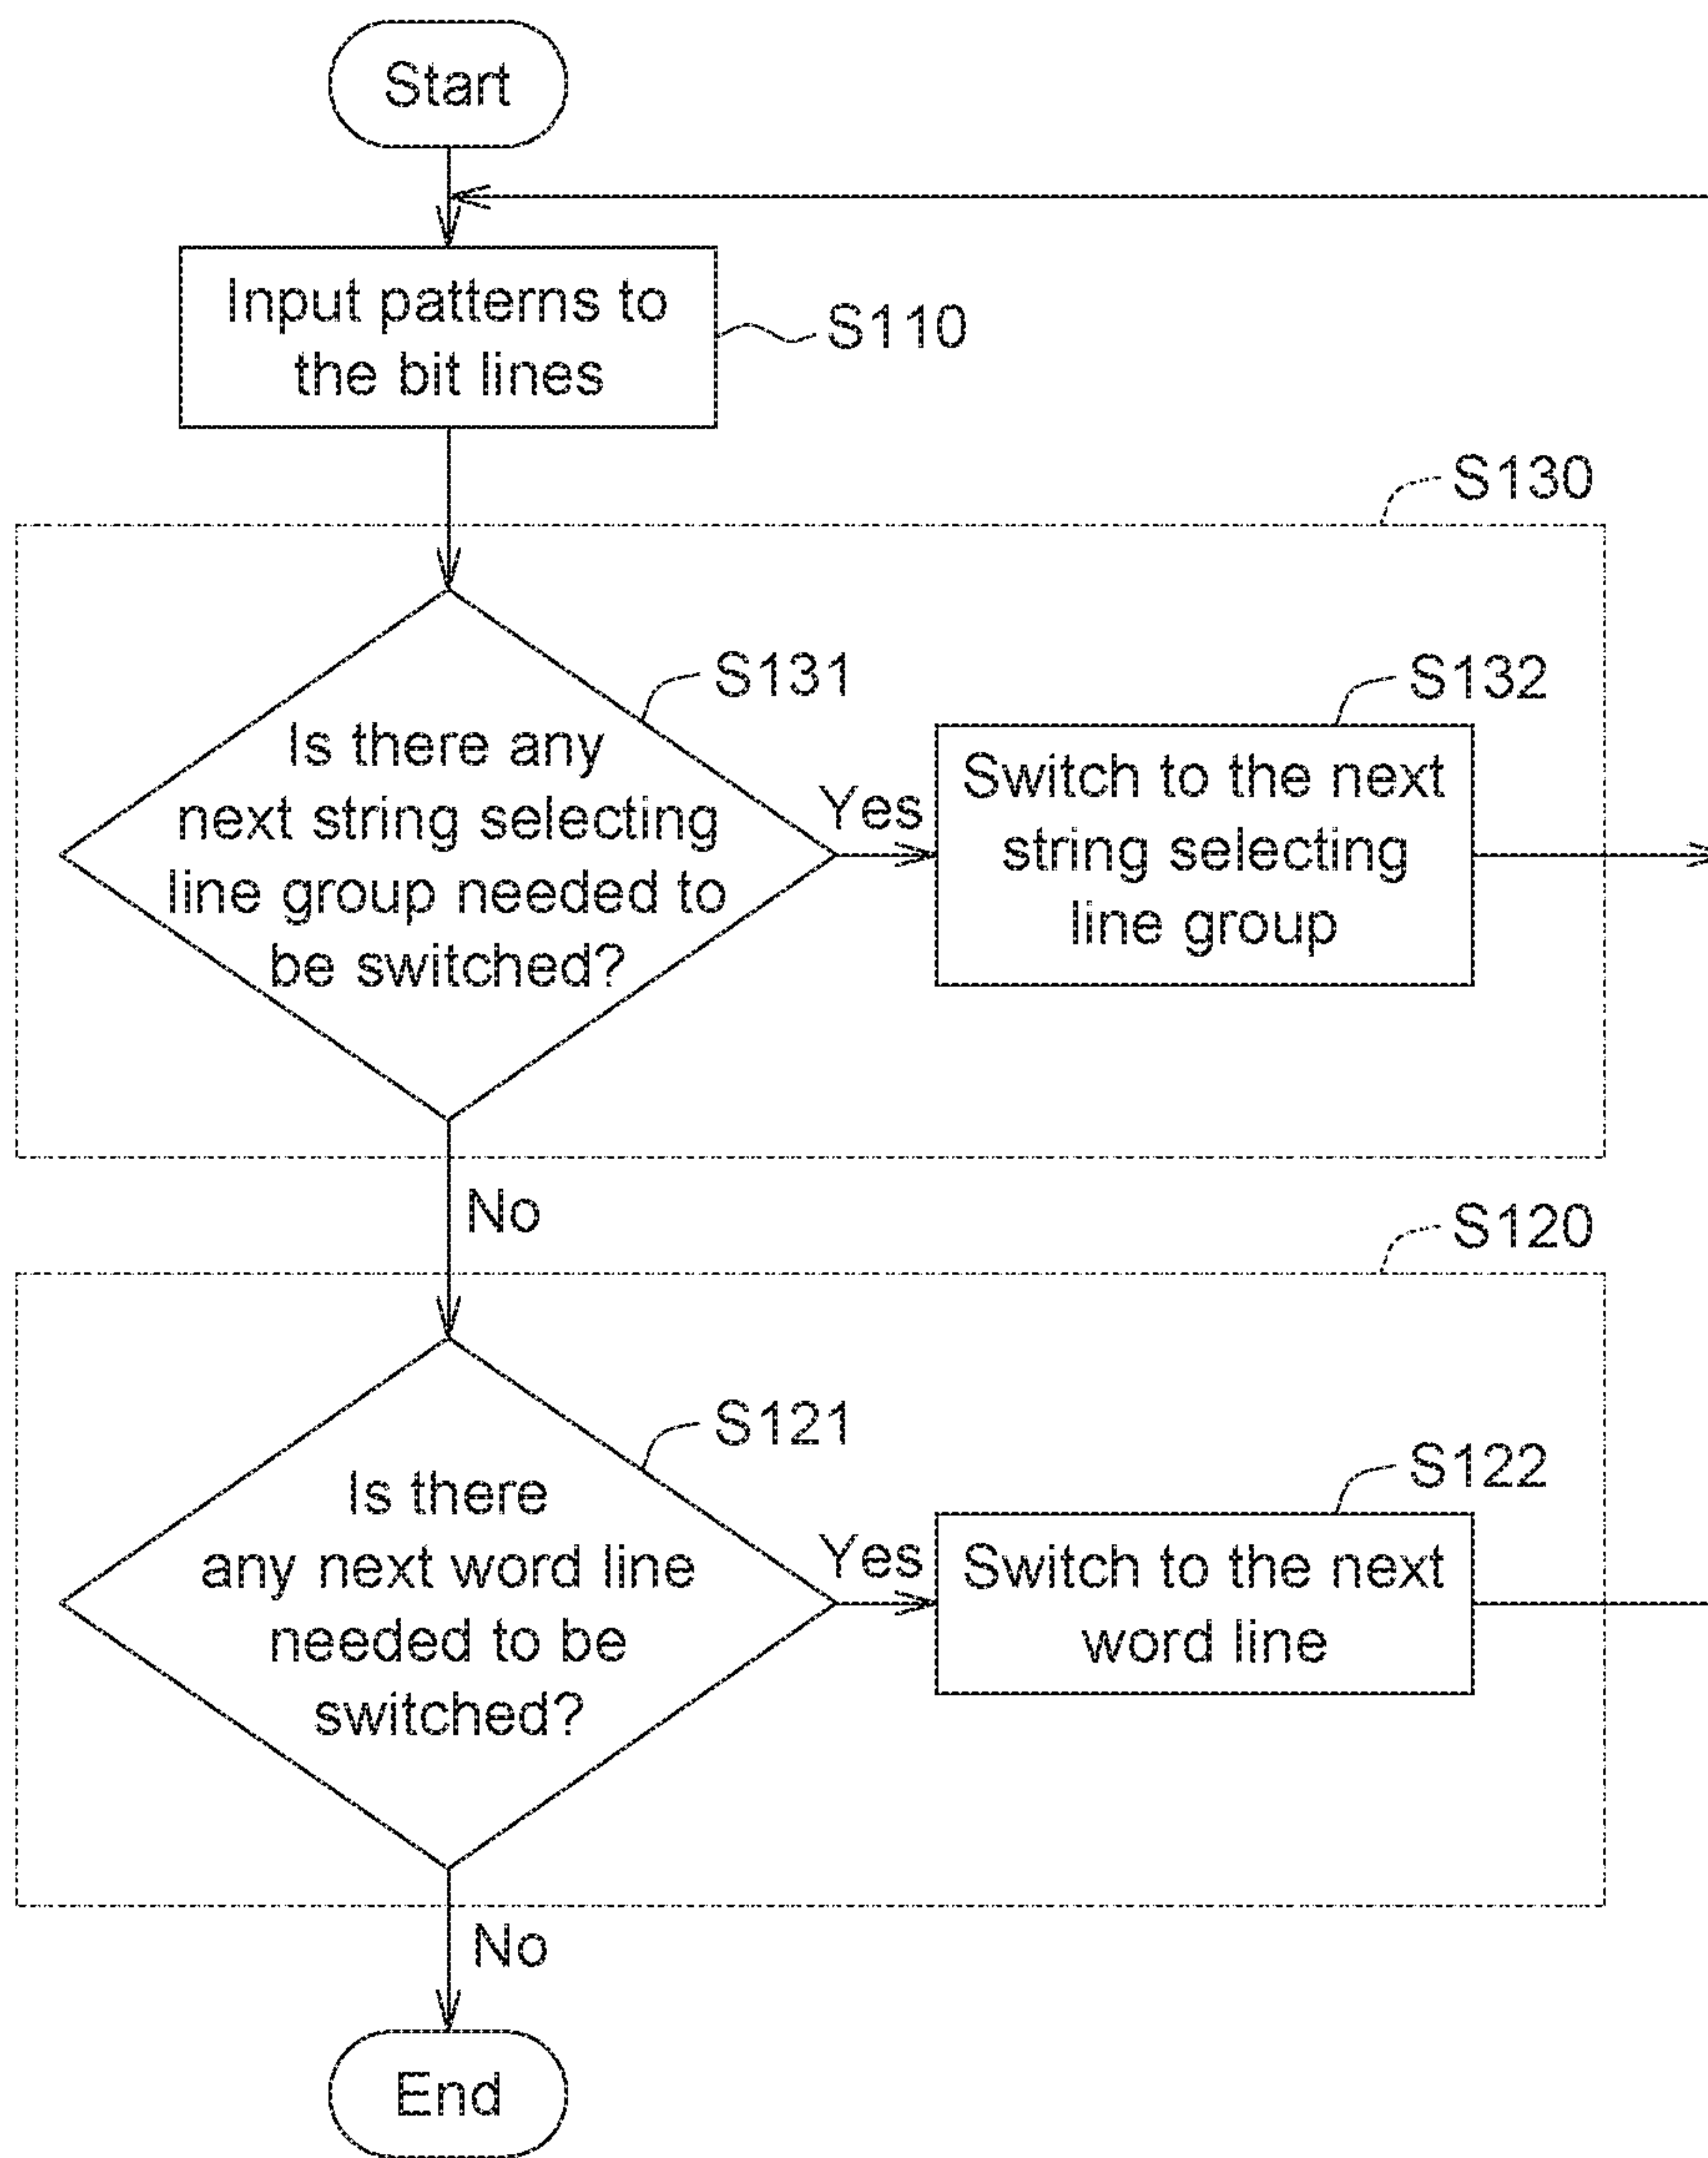 Start
Input patterns to
the bit lines
S110
S130
S131
Is there any
next string selecting
line group needed to
be switched?
Yes
S132
Switch to the next
string selecting
line group
No
S120
S121
Is there
any next word line
needed to be
switched?
Yes
S122
Switch to the next
word line
No
End